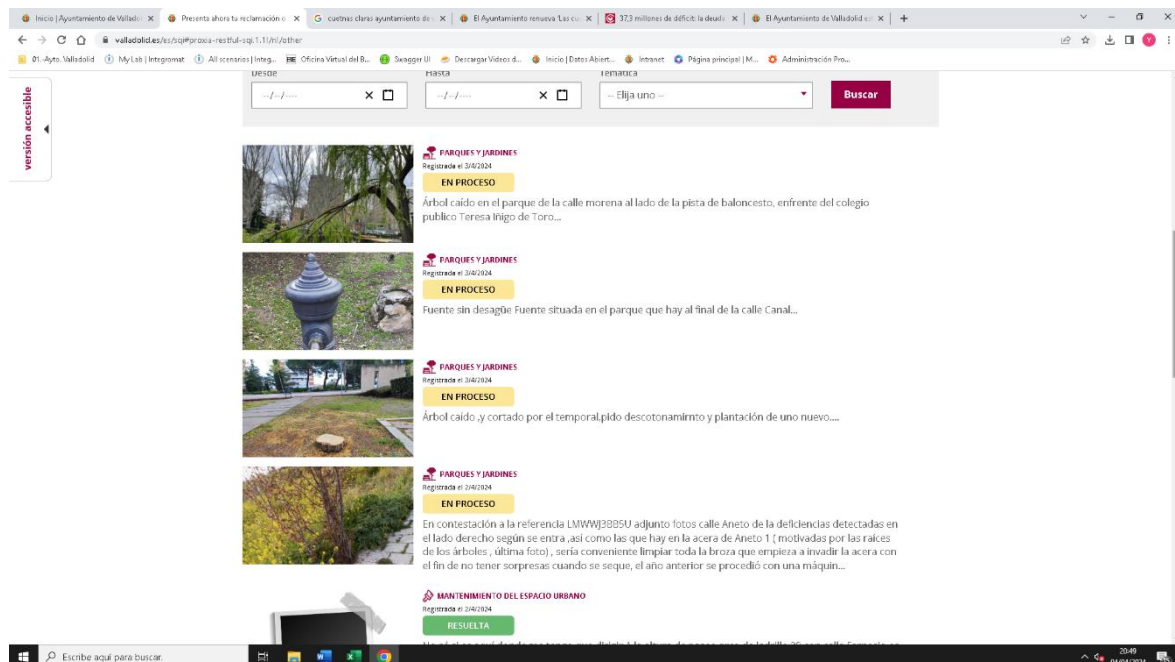 Inicio | Ayuntamiento de Vallado
Presenta ahora tu reclamación o
cuetnas claras ayuntamiento de
El Ayuntamiento renueva 'Las cu
37,3 millones de déficit: la deuda
El Ayuntamiento de Valladolid es
valladolid.es/es/sqi#proxia-restful-sqi.1.1l/nl/other
01.-Ayto. Valladolid
My Lab | Integromat
All scenarios | Integ...
Oficina Virtual del B...
Swagger UI
Descargar Vídeos d...
Inicio | Datos Abiert...
Intranet
Página principal | M...
Administración Pro...
versión accesible
Desde
Hasta
Temática
--/--/----
--/--/----
-- Elija uno --
Buscar
PARQUES Y JARDINES
Registrada el 3/4/2024
EN PROCESO
Árbol caído en el parque de la calle morena al lado de la pista de baloncesto, enfrente del colegio
publico Teresa Iñigo de Toro...
PARQUES Y JARDINES
Registrada el 3/4/2024
EN PROCESO
Fuente sin desagüe Fuente situada en el parque que hay al final de la calle Canal...
PARQUES Y JARDINES
Registrada el 3/4/2024
EN PROCESO
Árbol caído ,y cortado por el temporal,pido descotonamirnto y plantación de uno nuevo....
PARQUES Y JARDINES
Registrada el 2/4/2024
EN PROCESO
En contestación a la referencia LMWWJ3BB5U adjunto fotos calle Aneto de la deficiencias detectadas en
el lado derecho según se entra ,asi como las que hay en la acera de Aneto 1 ( motivadas por las raíces
de los árboles , última foto) , sería conveniente limpiar toda la broza que empieza a invadir la acera con
el fin de no tener sorpresas cuando se seque, el año anterior se procedió con una máquin...
MANTENIMIENTO DEL ESPACIO URBANO
Registrada el 2/4/2024
RESUELTA
Escribe aquí para buscar.
20:49
04/04/2024